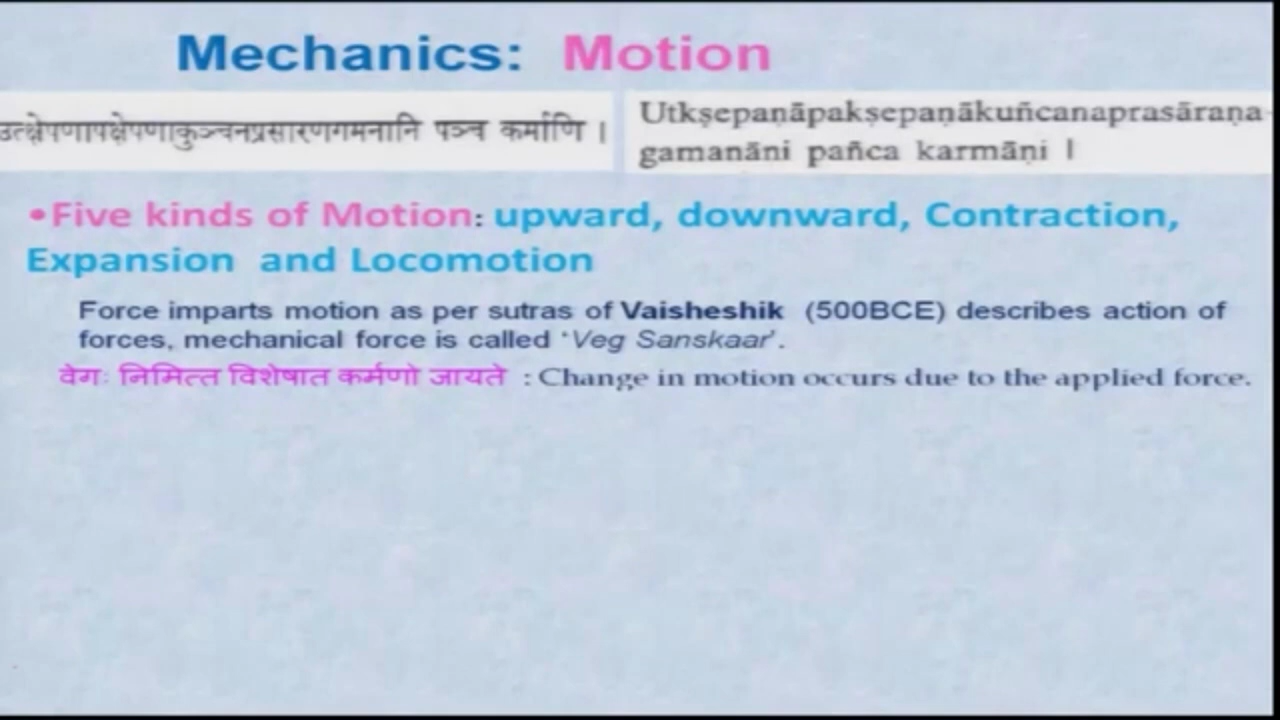 Mechanics: Motion
उत्क्षेपणापक्षेपणाकुञ्चनप्रसारणगमनानि पञ्च कर्माणि ।
Utkṣepaṇāpakṣepaṇākuñcanaprasāraṇa-
gamanāni pañca karmāṇi ।
•Five kinds of Motion: upward, downward, Contraction,
Expansion and Locomotion
Force imparts motion as per sutras of Vaisheshik (500BCE) describes action of
forces, mechanical force is called ‘Veg Sanskaar’.
वेगः निमित्त विशेषात कर्मणो जायते : Change in motion occurs due to the applied force.